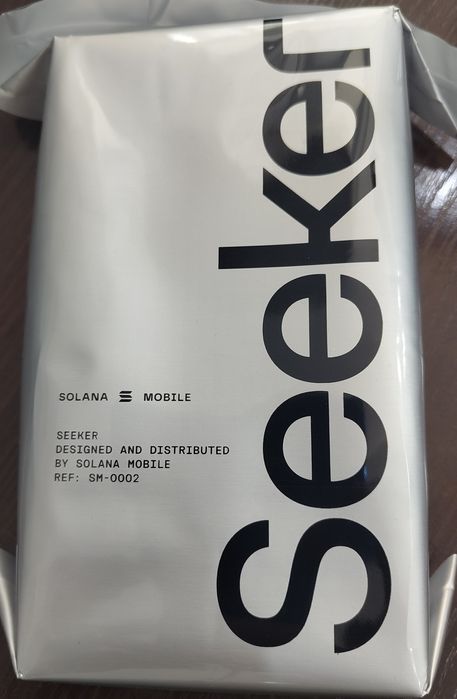 Seeker
SOLANA MOBILE
SEEKER
DESIGNED AND DISTRIBUTED
BY SOLANA MOBILE
REF: SM-0002